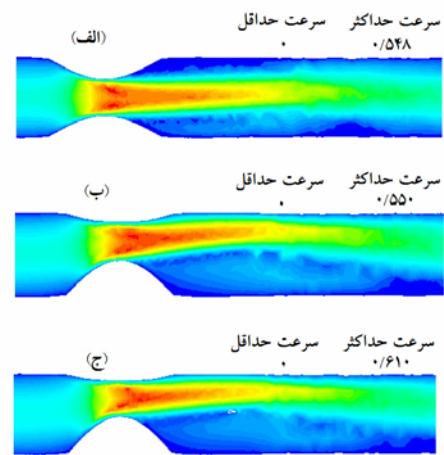 سرعت حداکثر سرعت حداقل
۰/۵۴۸ ۰
(الف)
سرعت حداکثر سرعت حداقل
۰/۵۵۰ ۰
(ب)
سرعت حداکثر سرعت حداقل
۰/۶۱۰ ۰
(ج)